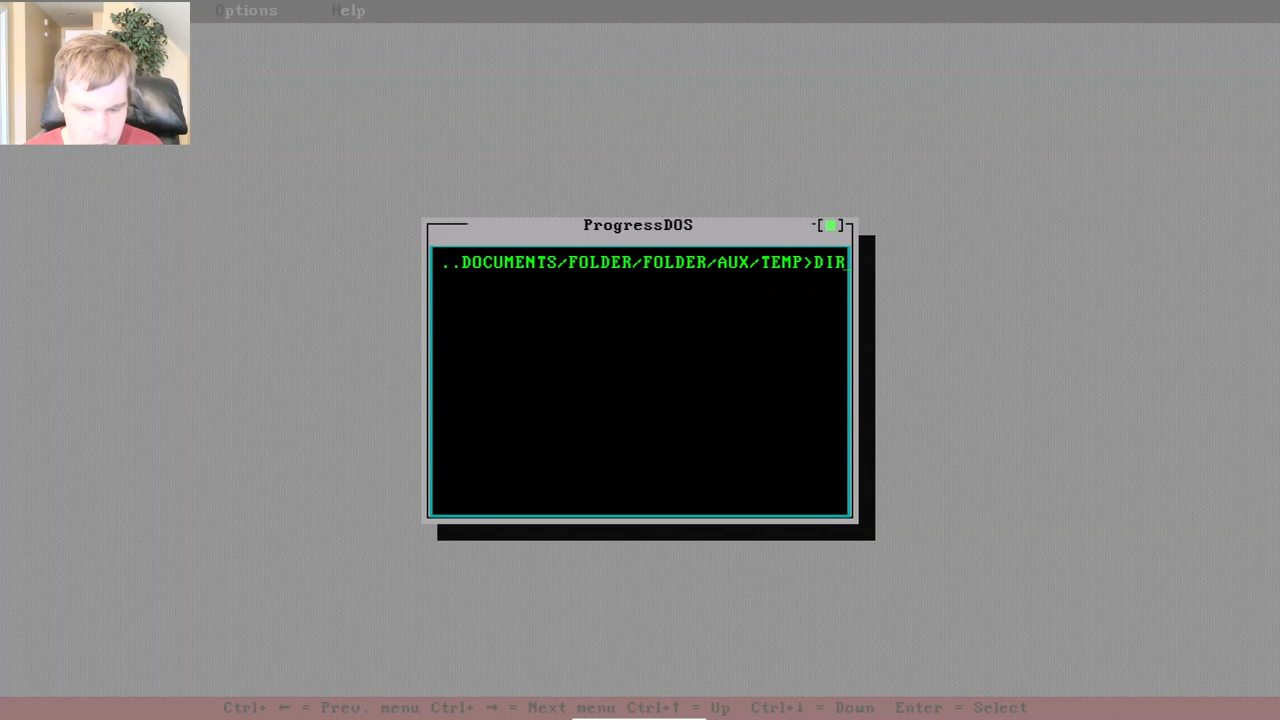 Options Help
ProgressDOS
..DOCUMENTS/FOLDER/FOLDER/AUX/TEMP>DIR_
Ctrl+ ← = Prev. menu Ctrl+ → = Next menu Ctrl+↑ = Up Ctrl+↓ = Down Enter = Select